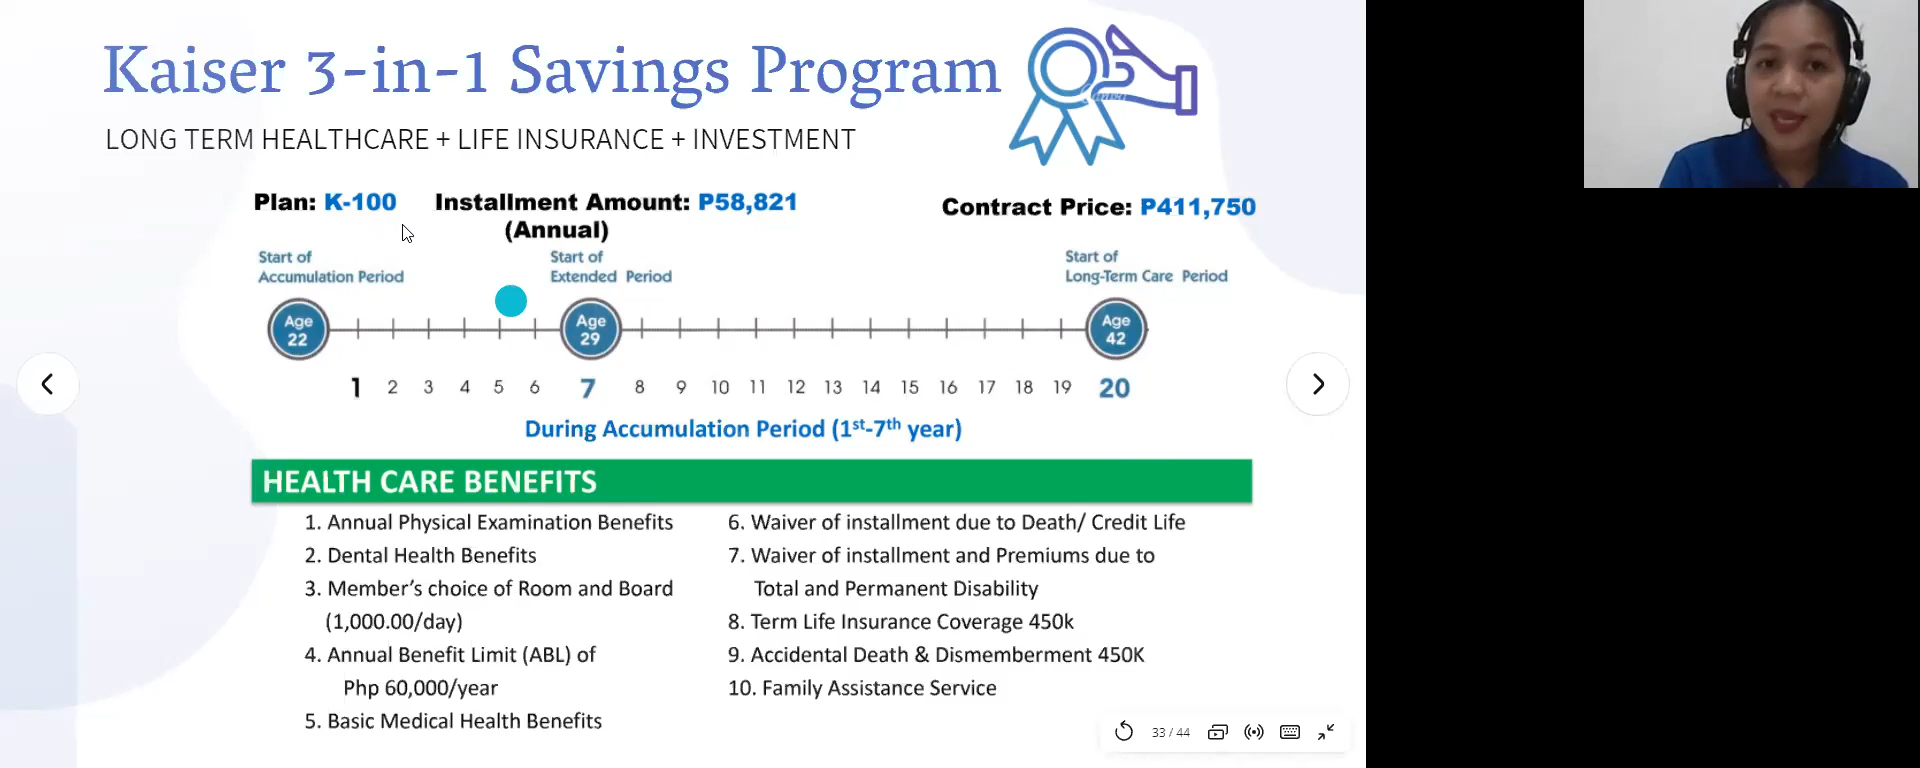 Kaiser 3-in-1 Savings Program
Canva
LONG TERM HEALTHCARE + LIFE INSURANCE + INVESTMENT
Plan: K-100 Installment Amount: P58,821 Contract Price: P411,750
(Annual)
Start of Start of Start of
Accumulation Period Extended Period Long-Term Care Period
Age Age Age
22 29 42
1 2 3 4 5 6 7 8 9 10 11 12 13 14 15 16 17 18 19 20
During Accumulation Period (1st-7th year)
HEALTH CARE BENEFITS
1. Annual Physical Examination Benefits
2. Dental Health Benefits
3. Member's choice of Room and Board
(1,000.00/day)
4. Annual Benefit Limit (ABL) of
Php 60,000/year
5. Basic Medical Health Benefits
6. Waiver of installment due to Death/ Credit Life
7. Waiver of installment and Premiums due to
Total and Permanent Disability
8. Term Life Insurance Coverage 450k
9. Accidental Death & Dismemberment 450K
10. Family Assistance Service
33 / 44